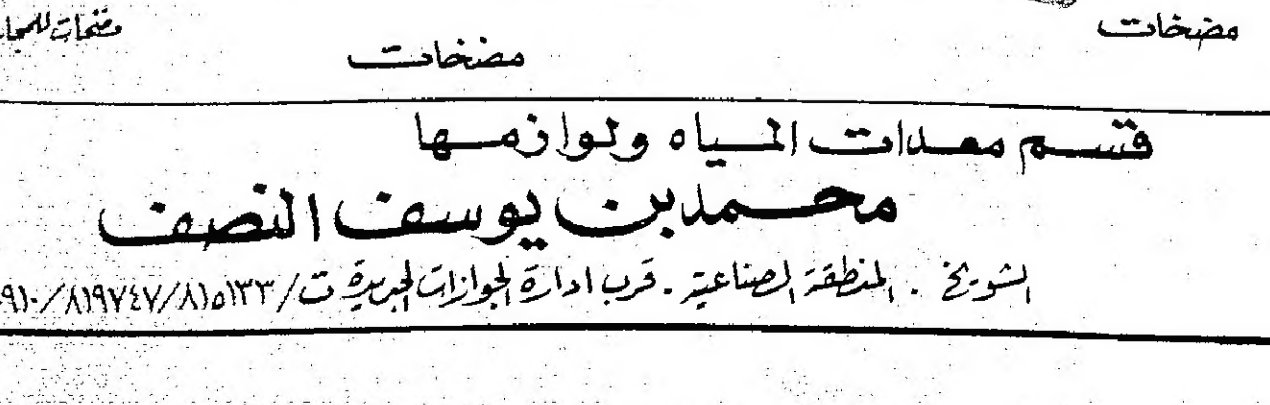 مضخات
مضخات
قسم معدات المياه ولوازمها
محمد بن يوسف النصف
الشويخ . المنطقة الصناعية . قرب ادارة الجوازات الجديدة ت/٨١٥١٣٣/٨١٩٧٤٧/